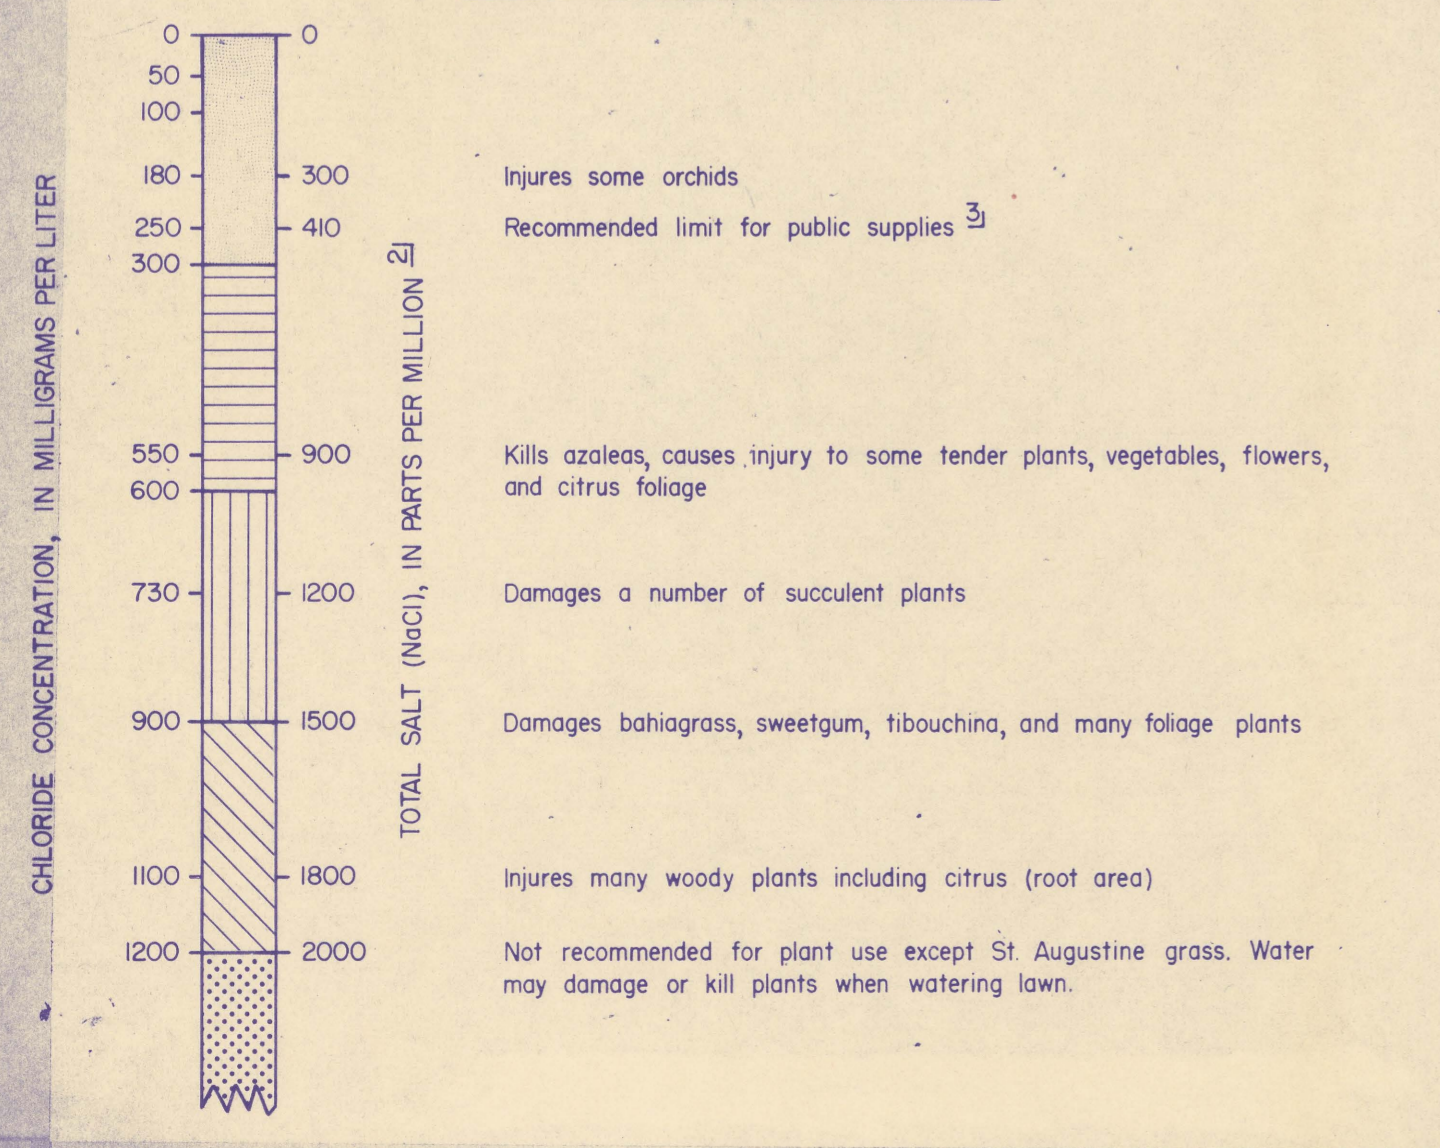 CHLORIDE CONCENTRATION, IN MILLIGRAMS PER LITER
TOTAL SALT (NaCl), IN PARTS PER MILLION 2/
0 0
50
100
180 300 Injures some orchids
250 410 Recommended limit for public supplies 3/
300
550 900 Kills azaleas, causes injury to some tender plants, vegetables, flowers,
and citrus foliage
600
730 1200 Damages a number of succulent plants
900 1500 Damages bahiagrass, sweetgum, tibouchina, and many foliage plants
1100 1800 Injures many woody plants including citrus (root area)
1200 2000 Not recommended for plant use except St. Augustine grass. Water
may damage or kill plants when watering lawn.